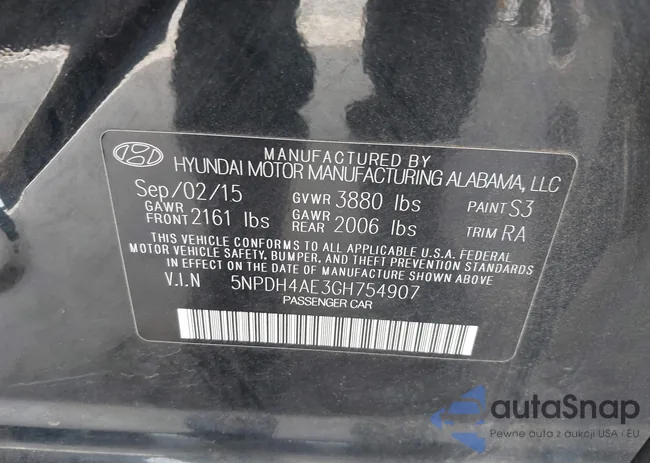 MANUFACTURED BY
HYUNDAI MOTOR MANUFACTURING ALABAMA, LLC
Sep/02/15 GVWR 3880 lbs PAINT S3
GAWR FRONT 2161 lbs GAWR REAR 2006 lbs TRIM RA
THIS VEHICLE CONFORMS TO ALL APPLICABLE U.S.A. FEDERAL
MOTOR VEHICLE SAFETY, BUMPER, AND THEFT PREVENTION STANDARDS
IN EFFECT ON THE DATE OF MANUFACTURE SHOWN ABOVE
V.I.N 5NPDH4AE3GH754907
PASSENGER CAR
autaSnap
Pewne auta z aukcji USA i EU